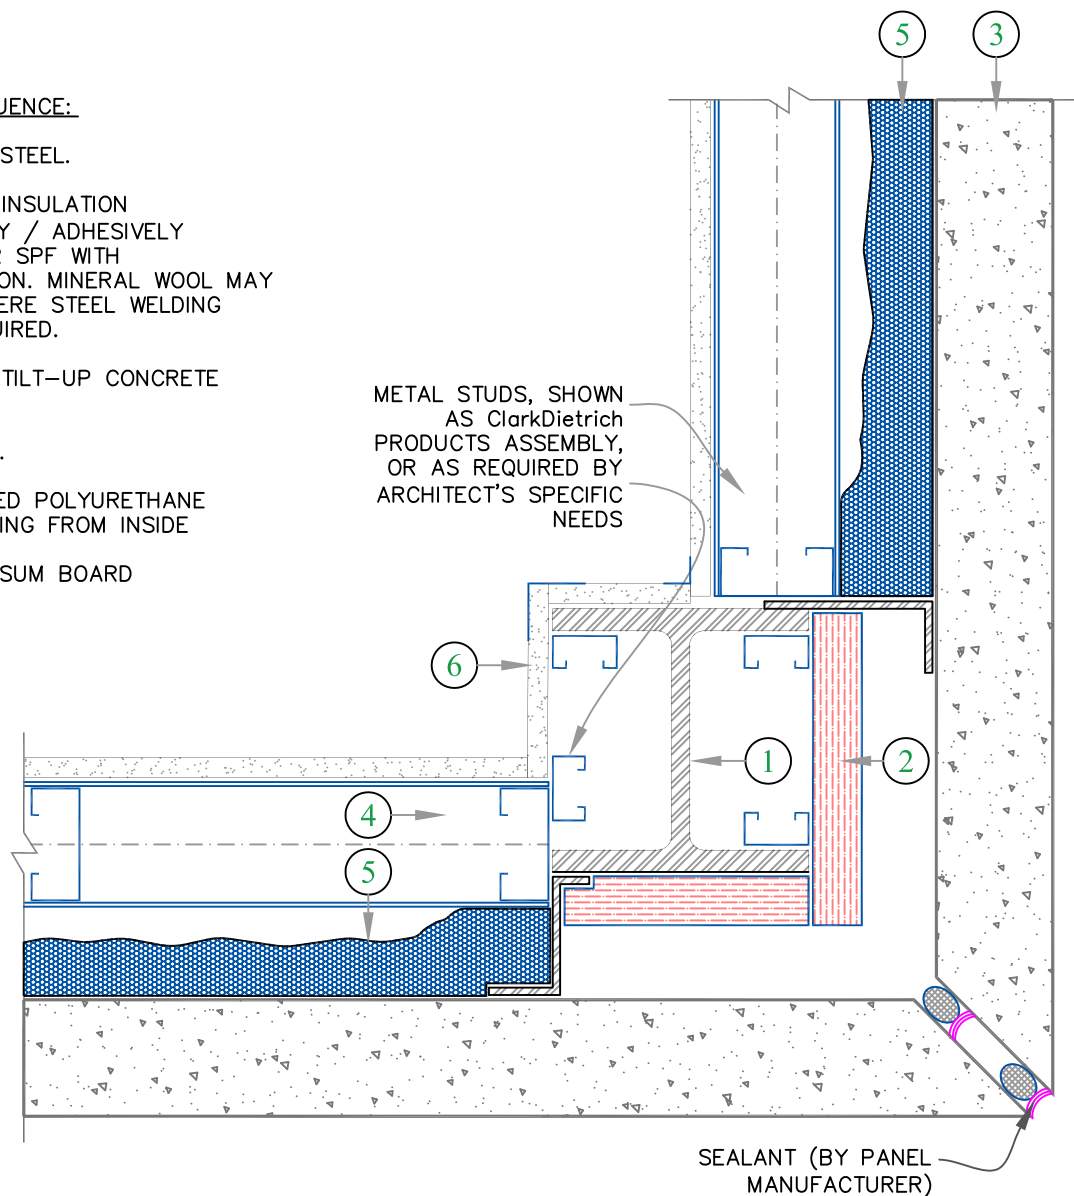 UENCE:
STEEL.
INSULATION
Y / ADHESIVELY
SPF WITH
ON. MINERAL WOOL MAY
ERE STEEL WELDING
UIRED.
TILT-UP CONCRETE
.
ED POLYURETHANE
ING FROM INSIDE
SUM BOARD
5
3
METAL STUDS, SHOWN
AS ClarkDietrich
PRODUCTS ASSEMBLY,
OR AS REQUIRED BY
ARCHITECT'S SPECIFIC
NEEDS
6
1
2
4
5
SEALANT (BY PANEL
MANUFACTURER)